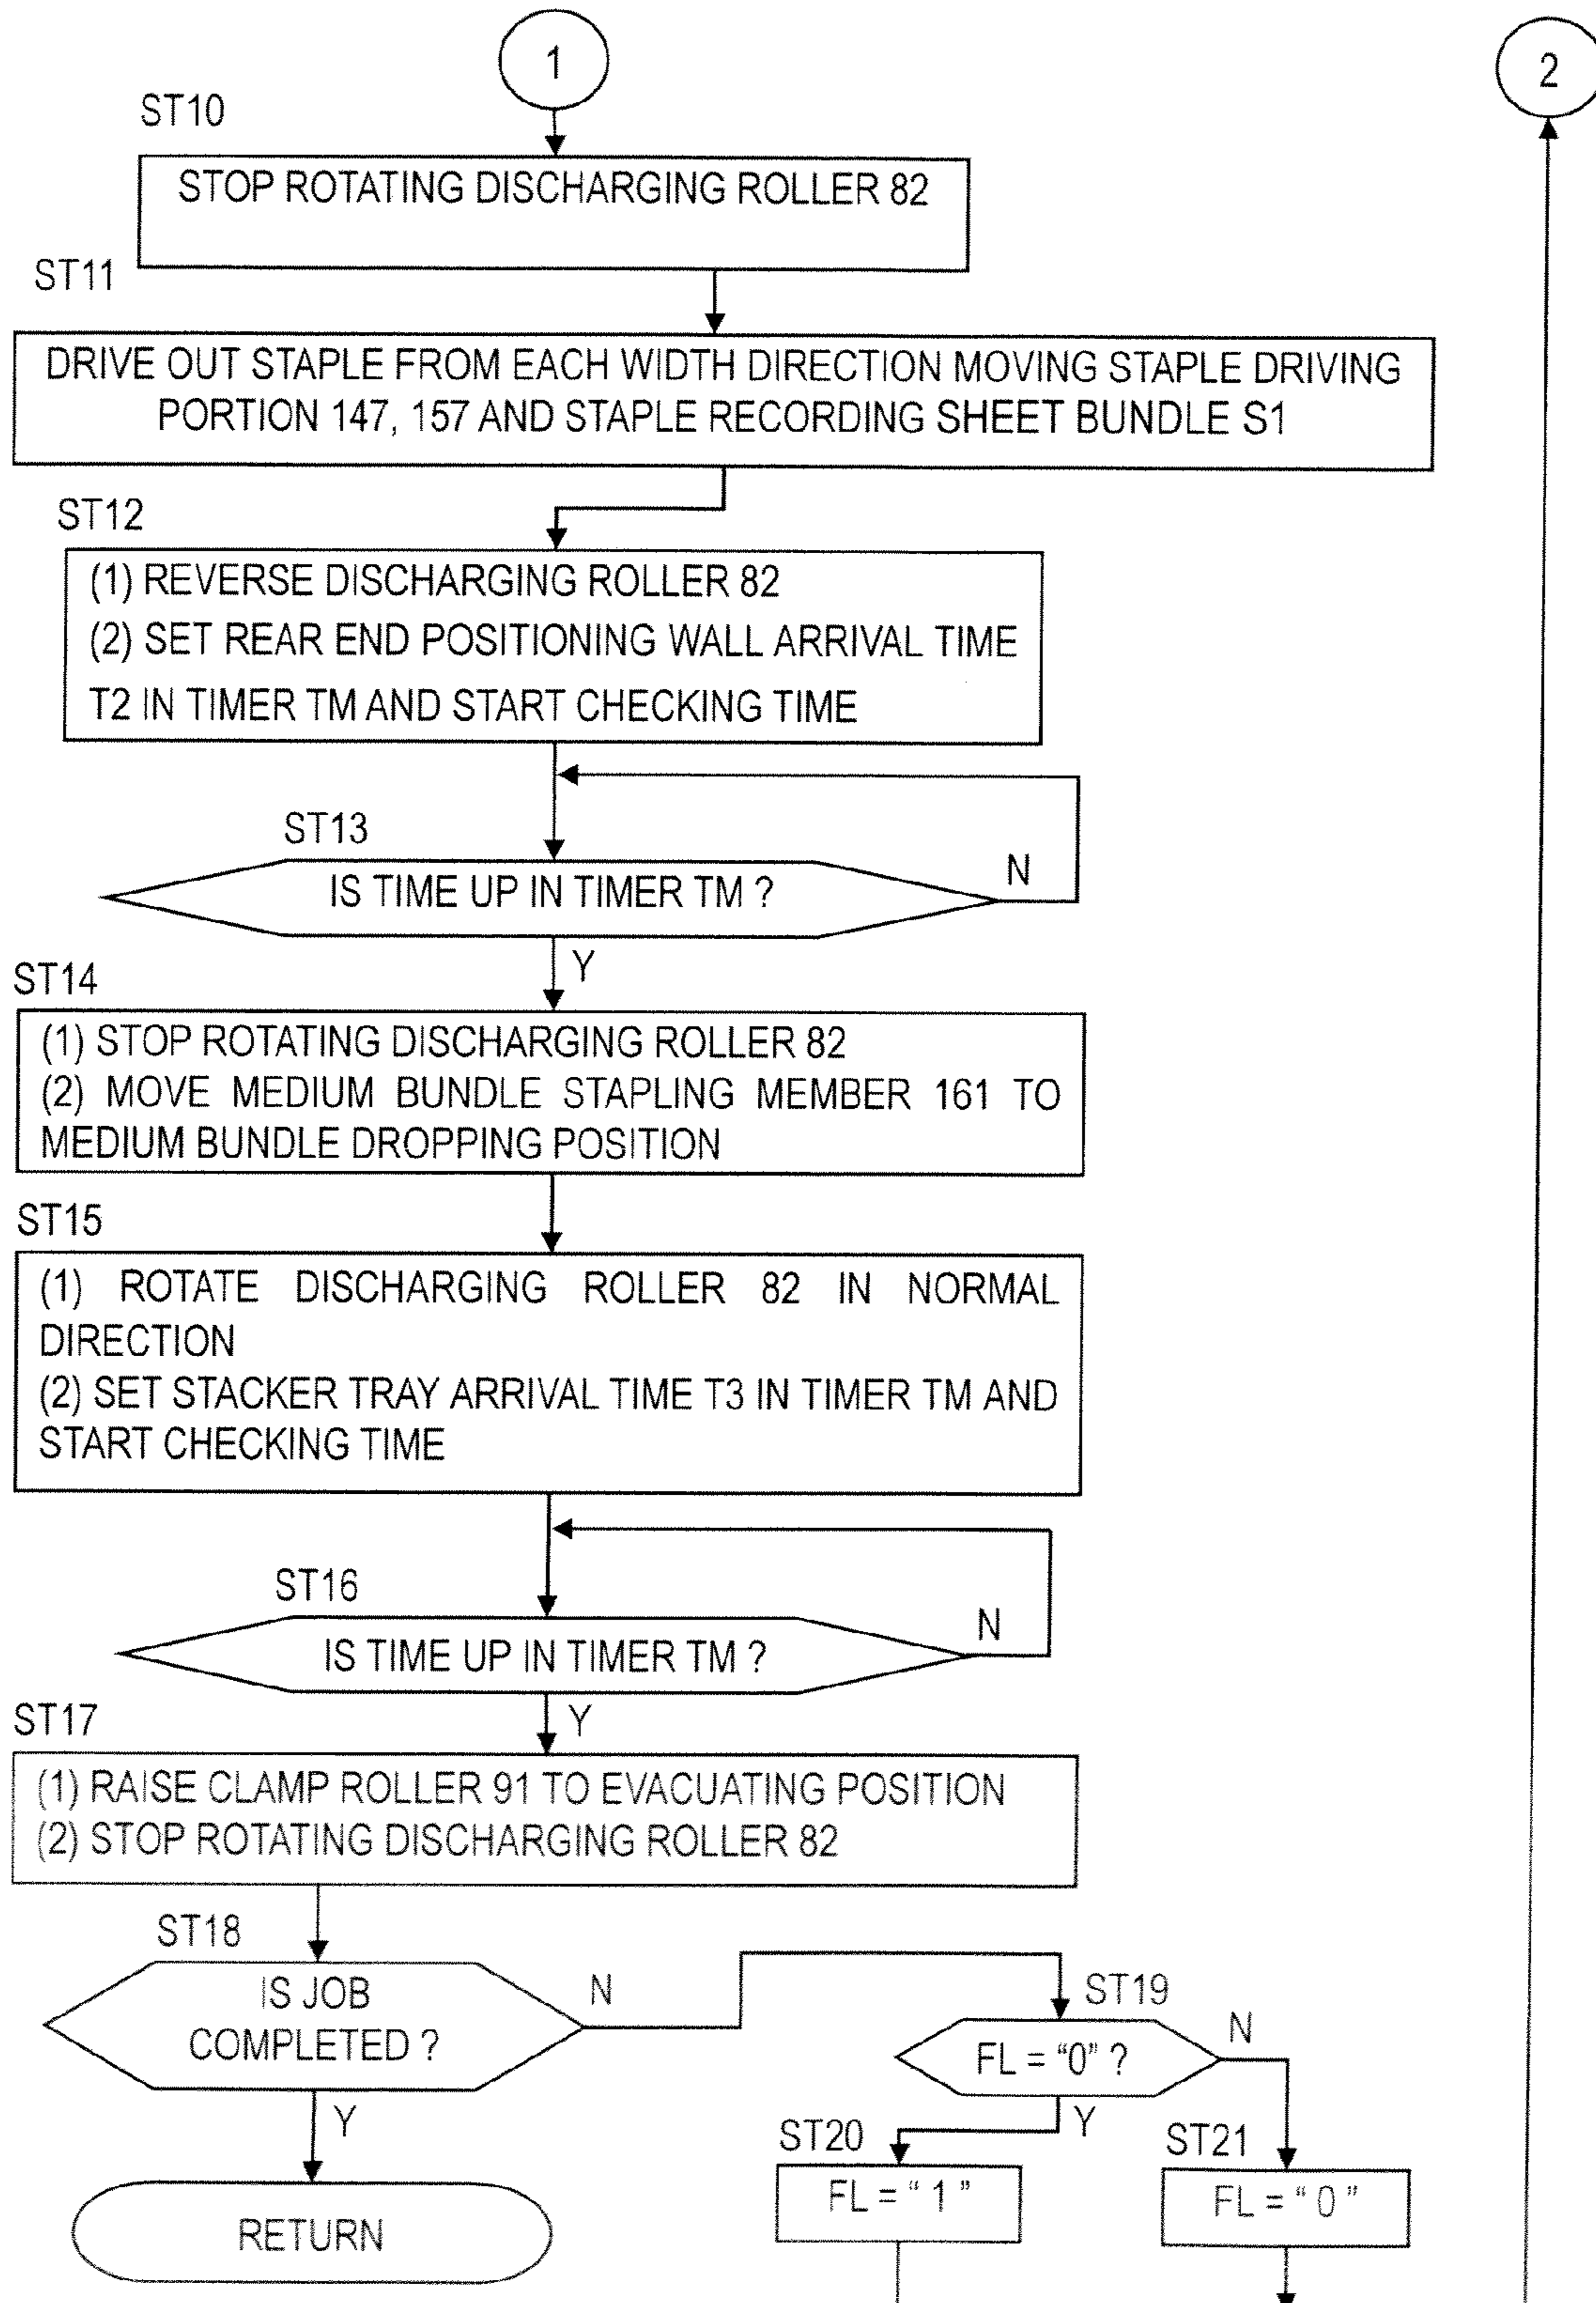 1
2
ST10
STOP ROTATING DISCHARGING ROLLER 82
ST11
DRIVE OUT STAPLE FROM EACH WIDTH DIRECTION MOVING STAPLE DRIVING
PORTION 147, 157 AND STAPLE RECORDING SHEET BUNDLE S1
ST12
(1) REVERSE DISCHARGING ROLLER 82
(2) SET REAR END POSITIONING WALL ARRIVAL TIME
T2 IN TIMER TM AND START CHECKING TIME
ST13
IS TIME UP IN TIMER TM ?
N
Y
ST14
(1) STOP ROTATING DISCHARGING ROLLER 82
(2) MOVE MEDIUM BUNDLE STAPLING MEMBER 161 TO
MEDIUM BUNDLE DROPPING POSITION
ST15
(1) ROTATE DISCHARGING ROLLER 82 IN NORMAL
DIRECTION
(2) SET STACKER TRAY ARRIVAL TIME T3 IN TIMER TM AND
START CHECKING TIME
ST16
IS TIME UP IN TIMER TM ?
N
Y
ST17
(1) RAISE CLAMP ROLLER 91 TO EVACUATING POSITION
(2) STOP ROTATING DISCHARGING ROLLER 82
ST18
IS JOB
COMPLETED ?
N
Y
RETURN
ST19
FL = “0” ?
N
Y
ST20
FL = “ 1 ”
ST21
FL = “ 0 ”